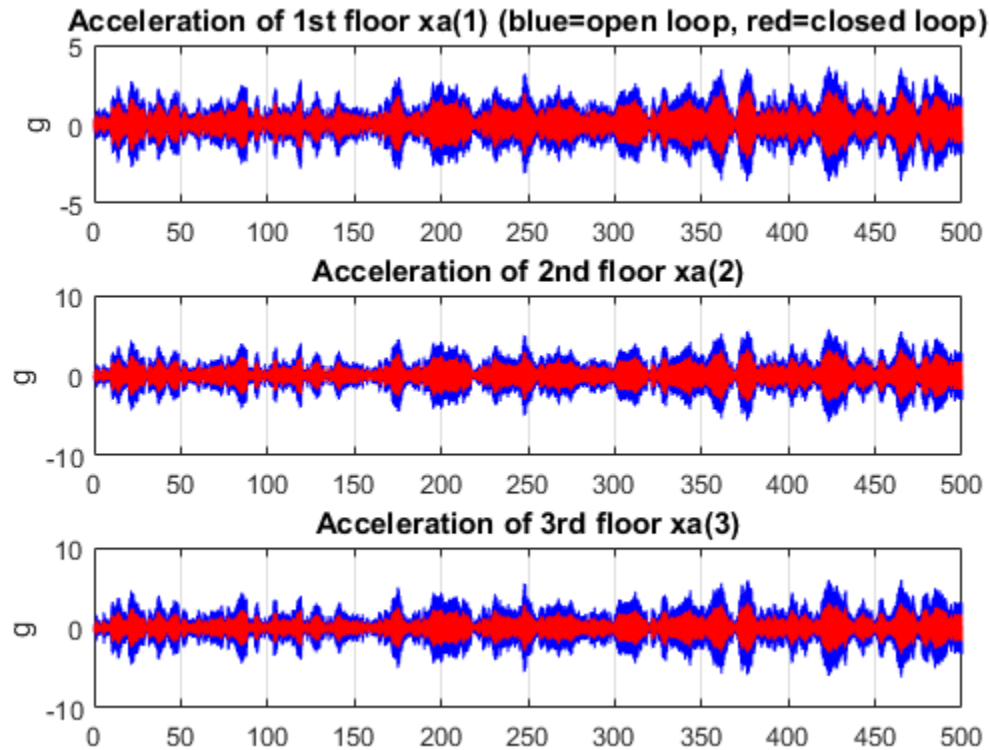 Acceleration of 1st floor xa(1) (blue=open loop, red=closed loop)
5
0
-5
g
0 50 100 150 200 250 300 350 400 450 500
Acceleration of 2nd floor xa(2)
10
0
-10
g
0 50 100 150 200 250 300 350 400 450 500
Acceleration of 3rd floor xa(3)
10
0
-10
g
0 50 100 150 200 250 300 350 400 450 500